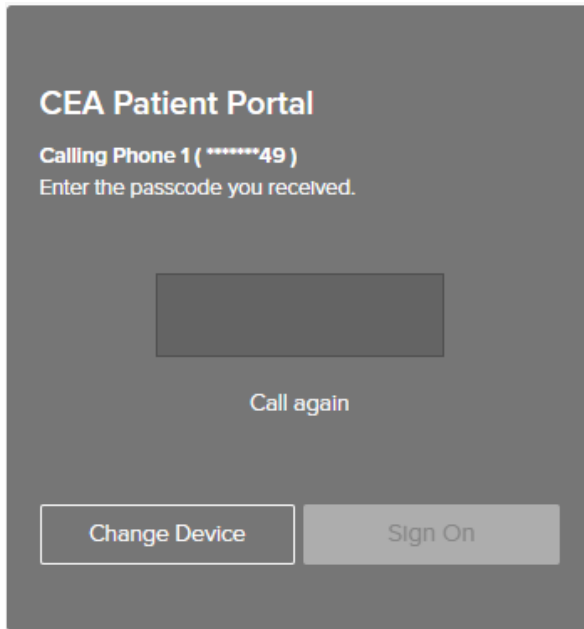 CEA Patient Portal
Calling Phone 1 ( *******49 )
Enter the passcode you received.
Call again
Change Device
Sign On